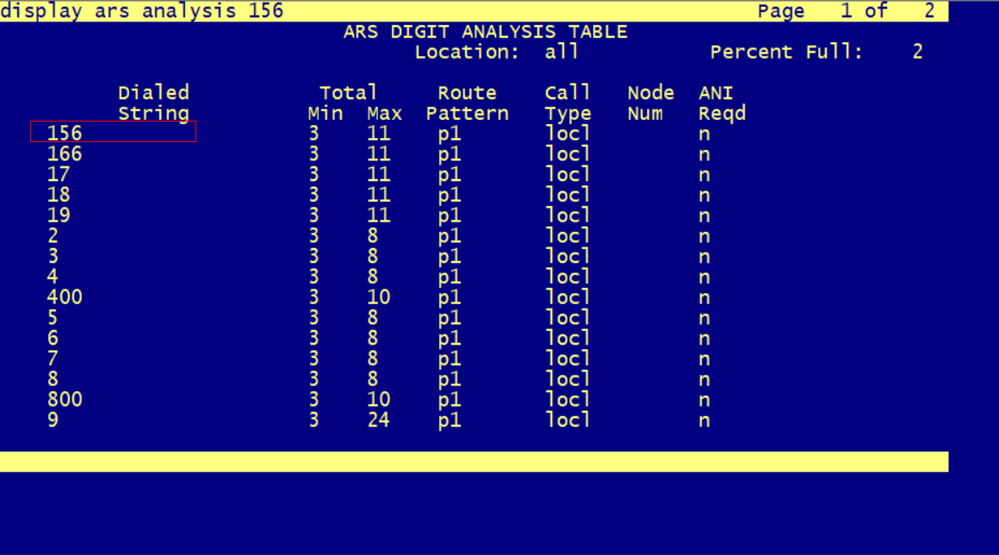 display ars analysis 156 Page 1 of 2
ARS DIGIT ANALYSIS TABLE
Location: all Percent Full: 2
Dialed Total Route Call Node ANI
String Min Max Pattern Type Num Reqd
156 3 11 p1 locl n
166 3 11 p1 locl n
17 3 11 p1 locl n
18 3 11 p1 locl n
19 3 11 p1 locl n
2 3 8 p1 locl n
3 3 8 p1 locl n
4 3 8 p1 locl n
400 3 10 p1 locl n
5 3 8 p1 locl n
6 3 8 p1 locl n
7 3 8 p1 locl n
8 3 8 p1 locl n
800 3 10 p1 locl n
9 3 24 p1 locl n